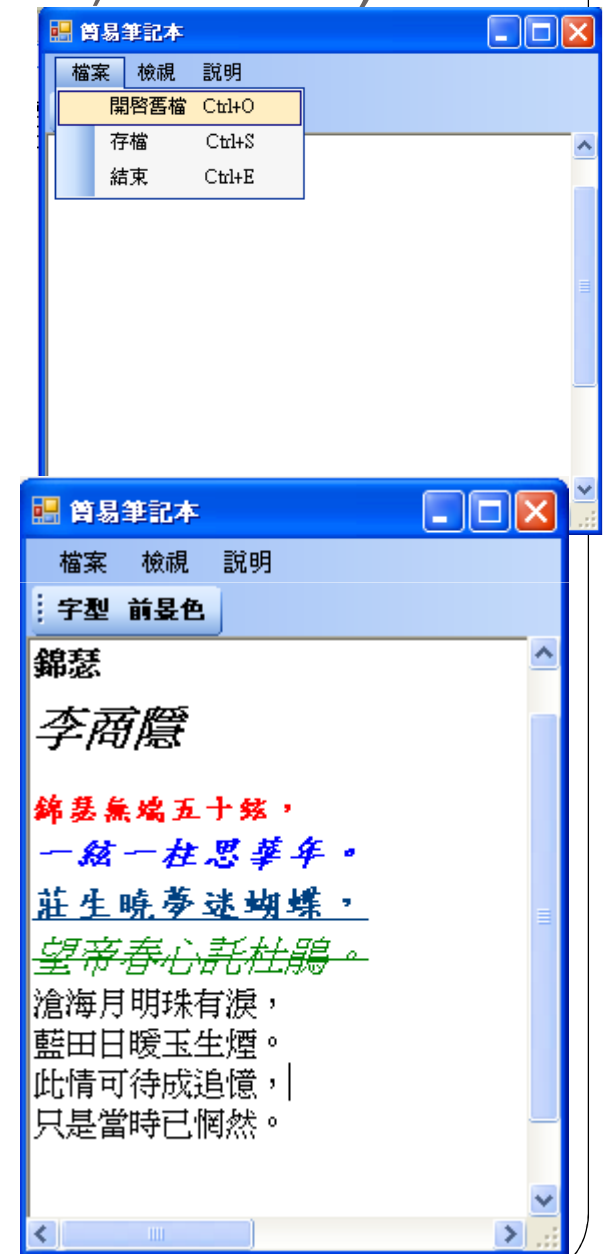 簡易筆記本
檔案 檢視 說明
開啓舊檔 Ctrl+O
存檔 Ctrl+S
結束 Ctrl+E
簡易筆記本
檔案 檢視 說明
字型 前景色
錦瑟
李商隱
錦瑟無端五十絃，
一絃一柱思華年。
莊生曉夢迷蝴蝶，
望帝春心託杜鵑。
滄海月明珠有淚，
藍田日暖玉生煙。
此情可待成追憶，
只是當時已惘然。